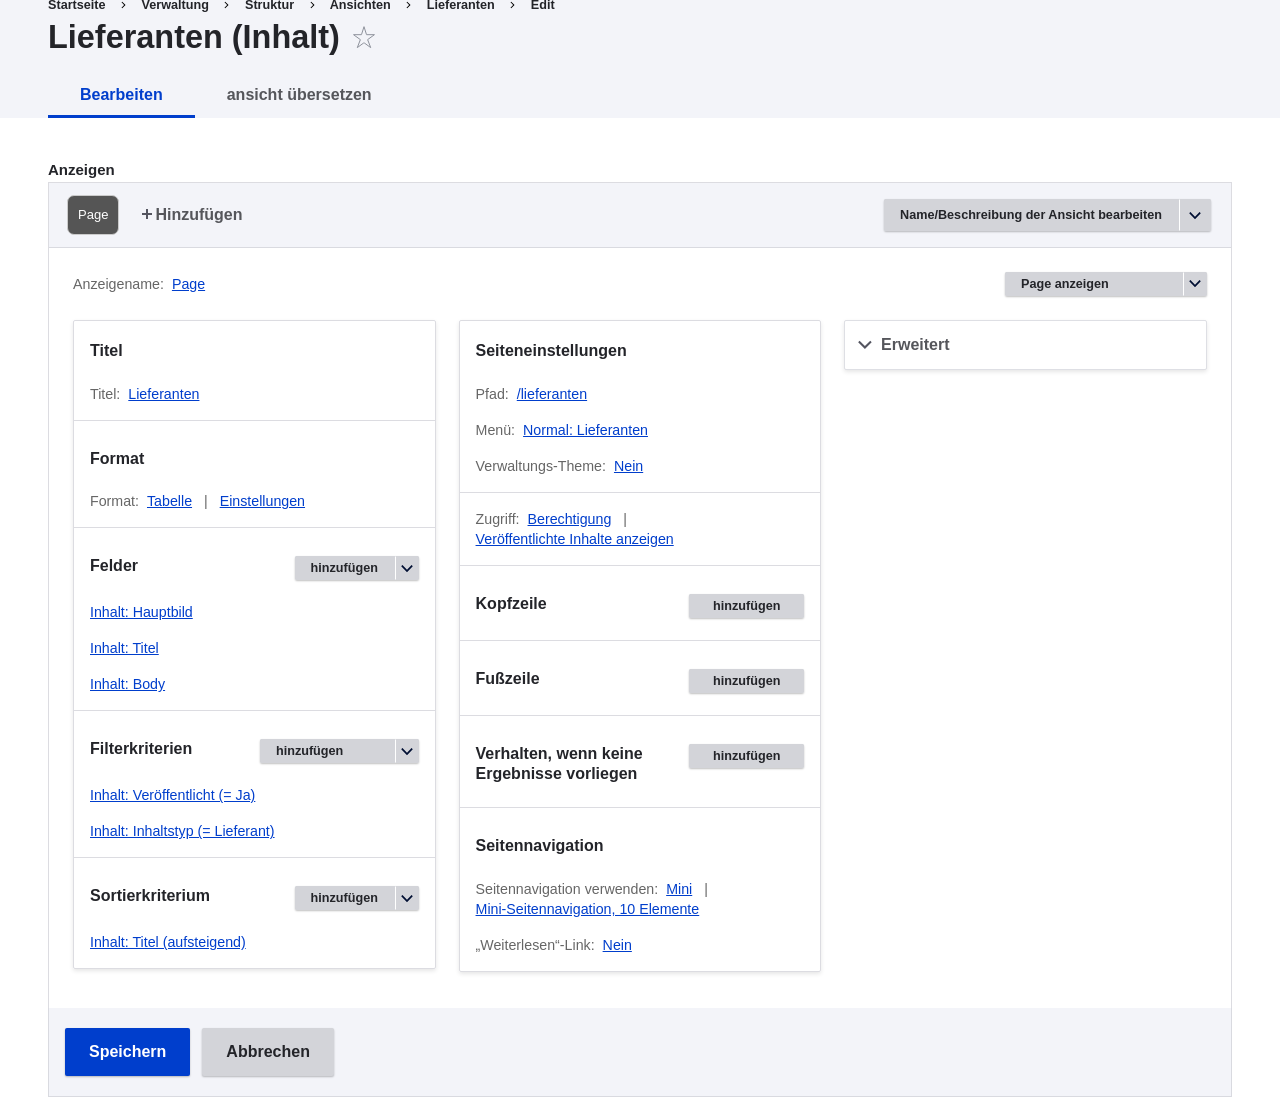 Startseite > Verwaltung > Struktur > Ansichten > Lieferanten > Edit
Lieferanten (Inhalt)
Bearbeiten ansicht übersetzen
Anzeigen
Page + Hinzufügen Name/Beschreibung der Ansicht bearbeiten
Anzeigename: Page Page anzeigen
Titel
Titel: Lieferanten
Format
Format: Tabelle | Einstellungen
Felder hinzufügen
Inhalt: Hauptbild
Inhalt: Titel
Inhalt: Body
Filterkriterien hinzufügen
Inhalt: Veröffentlicht (= Ja)
Inhalt: Inhaltstyp (= Lieferant)
Sortierkriterium hinzufügen
Inhalt: Titel (aufsteigend)
Seiteneinstellungen
Pfad: /lieferanten
Menü: Normal: Lieferanten
Verwaltungs-Theme: Nein
Zugriff: Berechtigung |
Veröffentlichte Inhalte anzeigen
Kopfzeile hinzufügen
Fußzeile hinzufügen
Verhalten, wenn keine hinzufügen
Ergebnisse vorliegen
Seitennavigation
Seitennavigation verwenden: Mini |
Mini-Seitennavigation, 10 Elemente
„Weiterlesen“-Link: Nein
Erweitert
Speichern Abbrechen